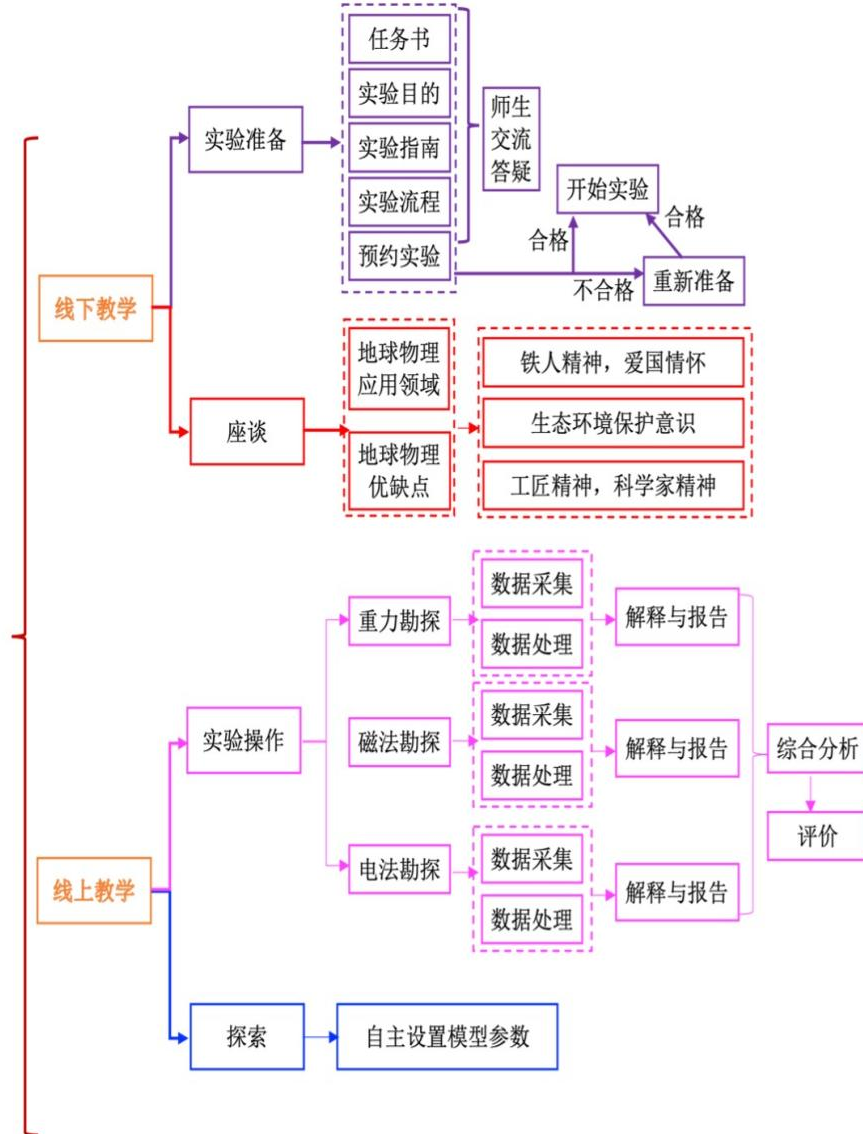 任务书
实验目的
实验指南
实验流程
预约实验
实验准备
师生
交流
答疑
开始实验
合格
合格
不合格
重新准备
线下教学
座谈
地球物理
应用领域
地球物理
优缺点
铁人精神，爱国情怀
生态环境保护意识
工匠精神，科学家精神
线上教学
实验操作
重力勘探
数据采集
数据处理
解释与报告
磁法勘探
数据采集
数据处理
解释与报告
电法勘探
数据采集
数据处理
解释与报告
综合分析
评价
探索
自主设置模型参数